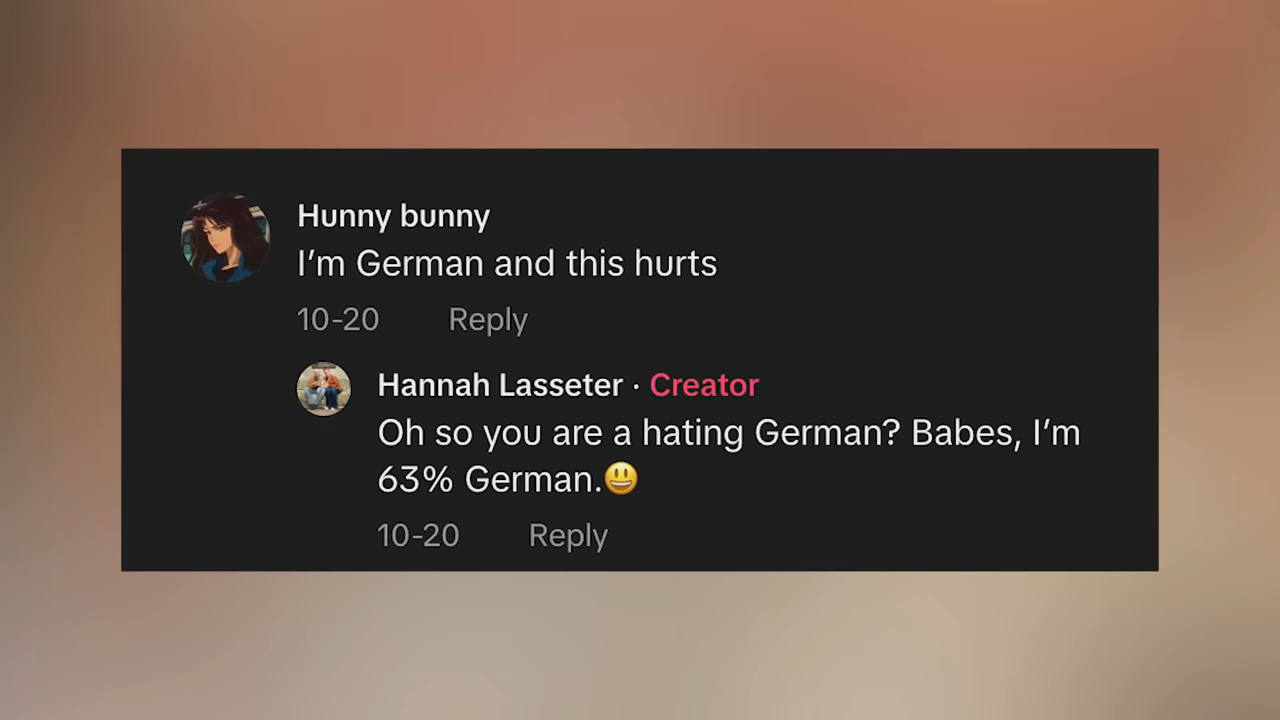 Hunny bunny
I’m German and this hurts
10-20 Reply
Hannah Lasseter · Creator
Oh so you are a hating German? Babes, I’m
63% German.😃
10-20 Reply